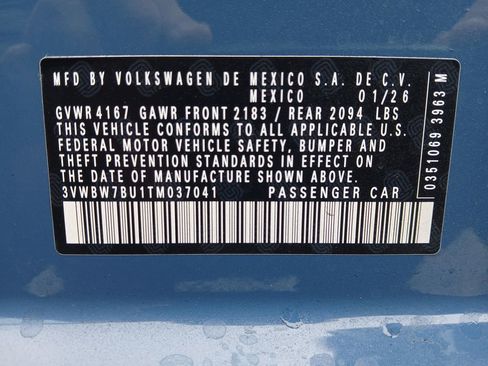 MFD BY VOLKSWAGEN DE MEXICO S.A. DE C.V.
MEXICO 01/26
GVWR 4167 GAWR FRONT 2183 / REAR 2094 LBS
THIS VEHICLE CONFORMS TO ALL APPLICABLE U.S.
FEDERAL MOTOR VEHICLE SAFETY, BUMPER AND THEFT
PREVENTION STANDARDS IN EFFECT ON THE
DATE OF MANUFACTURE SHOWN ABOVE.
3VWBW7BU1TM037041 PASSENGER CAR
0351069 3963 M